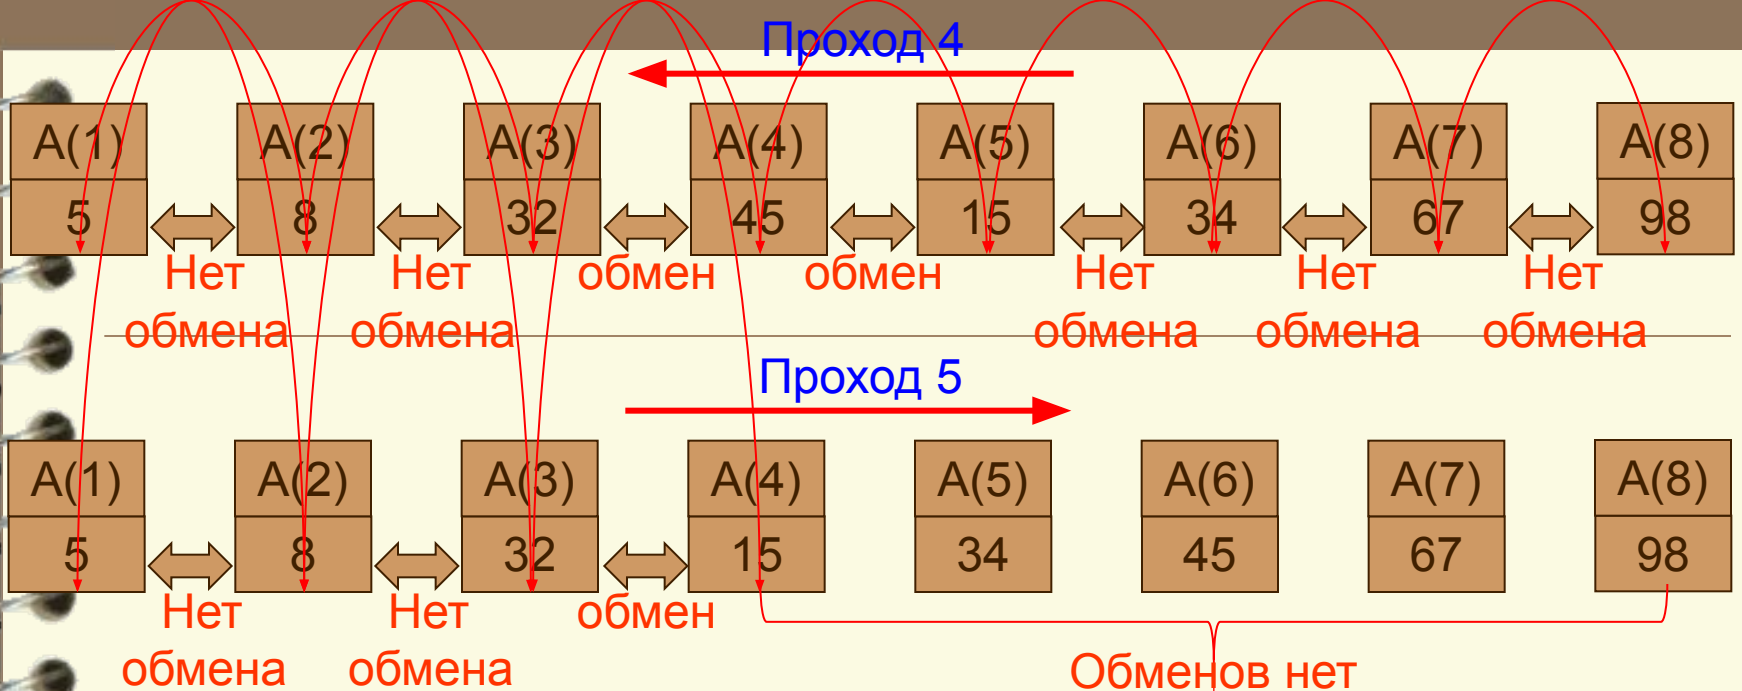 Проход 4
А(1) А(2) А(3) А(4) А(5) А(6) А(7) А(8)
5 8 32 45 15 34 67 98
Нет Нет обмен обмен Нет Нет Нет
обмена обмена обмена обмена обмена
Проход 5
А(1) А(2) А(3) А(4) А(5) А(6) А(7) А(8)
5 8 32 15 34 45 67 98
Нет Нет обмен
обмена обмена Обменов нет